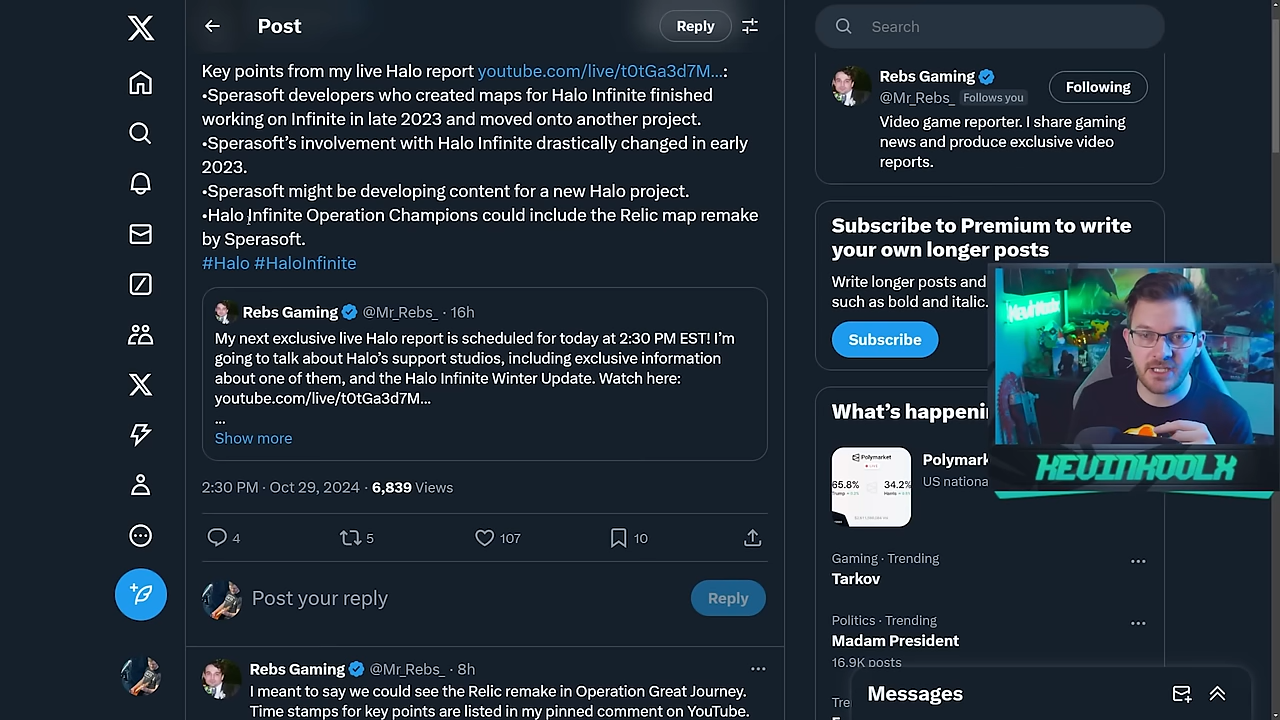 Post
Reply
Search
Key points from my live Halo report youtube.com/live/t0tGa3d7M...:
•Sperasoft developers who created maps for Halo Infinite finished
working on Infinite in late 2023 and moved onto another project.
•Sperasoft’s involvement with Halo Infinite drastically changed in early
2023.
•Sperasoft might be developing content for a new Halo project.
•Halo Infinite Operation Champions could include the Relic map remake
by Sperasoft.
#Halo #HaloInfinite
Rebs Gaming @Mr_Rebs_ · 16h
My next exclusive live Halo report is scheduled for today at 2:30 PM EST! I’m
going to talk about Halo’s support studios, including exclusive information
about one of them, and the Halo Infinite Winter Update. Watch here:
youtube.com/live/t0tGa3d7M...
...
Show more
2:30 PM · Oct 29, 2024 · 6,839 Views
4 5 107 10
Post your reply
Reply
Rebs Gaming @Mr_Rebs_ · 8h
I meant to say we could see the Relic remake in Operation Great Journey.
Time stamps for key points are listed in my pinned comment on YouTube.
Rebs Gaming
@Mr_Rebs_ Follows you
Following
Video game reporter. I share gaming
news and produce exclusive video
reports.
Subscribe to Premium to write
your own longer posts
Write longer posts and
such as bold and italic.
Subscribe
What’s happeni
Polymarket
65.8%
34.2%
Polymark
US nationa
Gaming · Trending
Tarkov
Politics · Trending
Madam President
16.9K posts
Messages
KEVINKOOLX